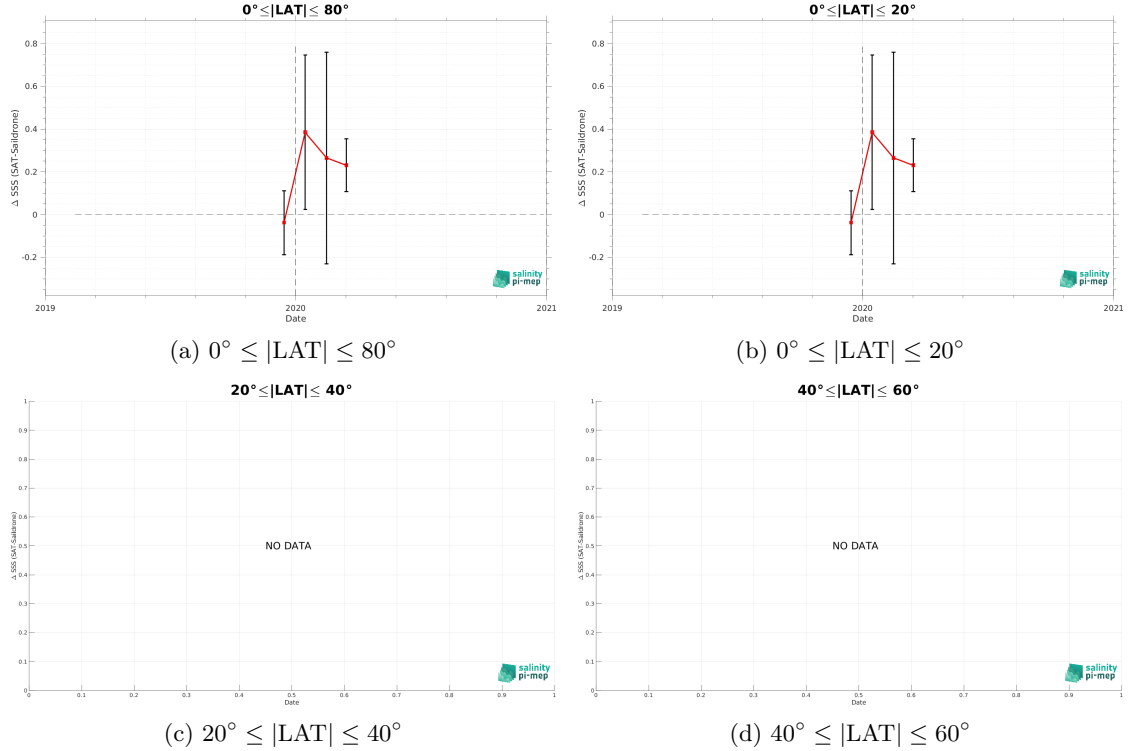 0°≤|LAT|≤ 80°
Δ SSS (SAT-Saildrone)
0.8
0.6
0.4
0.2
0
-0.2
2019
2020
2021
Date
salinity
pi-mep
(a) 0° ≤ |LAT| ≤ 80°
0°≤|LAT|≤ 20°
Δ SSS (SAT-Saildrone)
0.8
0.6
0.4
0.2
0
-0.2
2019
2020
2021
Date
salinity
pi-mep
(b) 0° ≤ |LAT| ≤ 20°
20°≤|LAT|≤ 40°
Δ SSS (SAT-Saildrone)
1
0.9
0.8
0.7
0.6
0.5
0.4
0.3
0.2
0.1
0
NO DATA
0 0.1 0.2 0.3 0.4 0.5 0.6 0.7 0.8 0.9 1
Date
salinity
pi-mep
(c) 20° ≤ |LAT| ≤ 40°
40°≤|LAT|≤ 60°
Δ SSS (SAT-Saildrone)
1
0.9
0.8
0.7
0.6
0.5
0.4
0.3
0.2
0.1
0
NO DATA
0 0.1 0.2 0.3 0.4 0.5 0.6 0.7 0.8 0.9 1
Date
salinity
pi-mep
(d) 40° ≤ |LAT| ≤ 60°